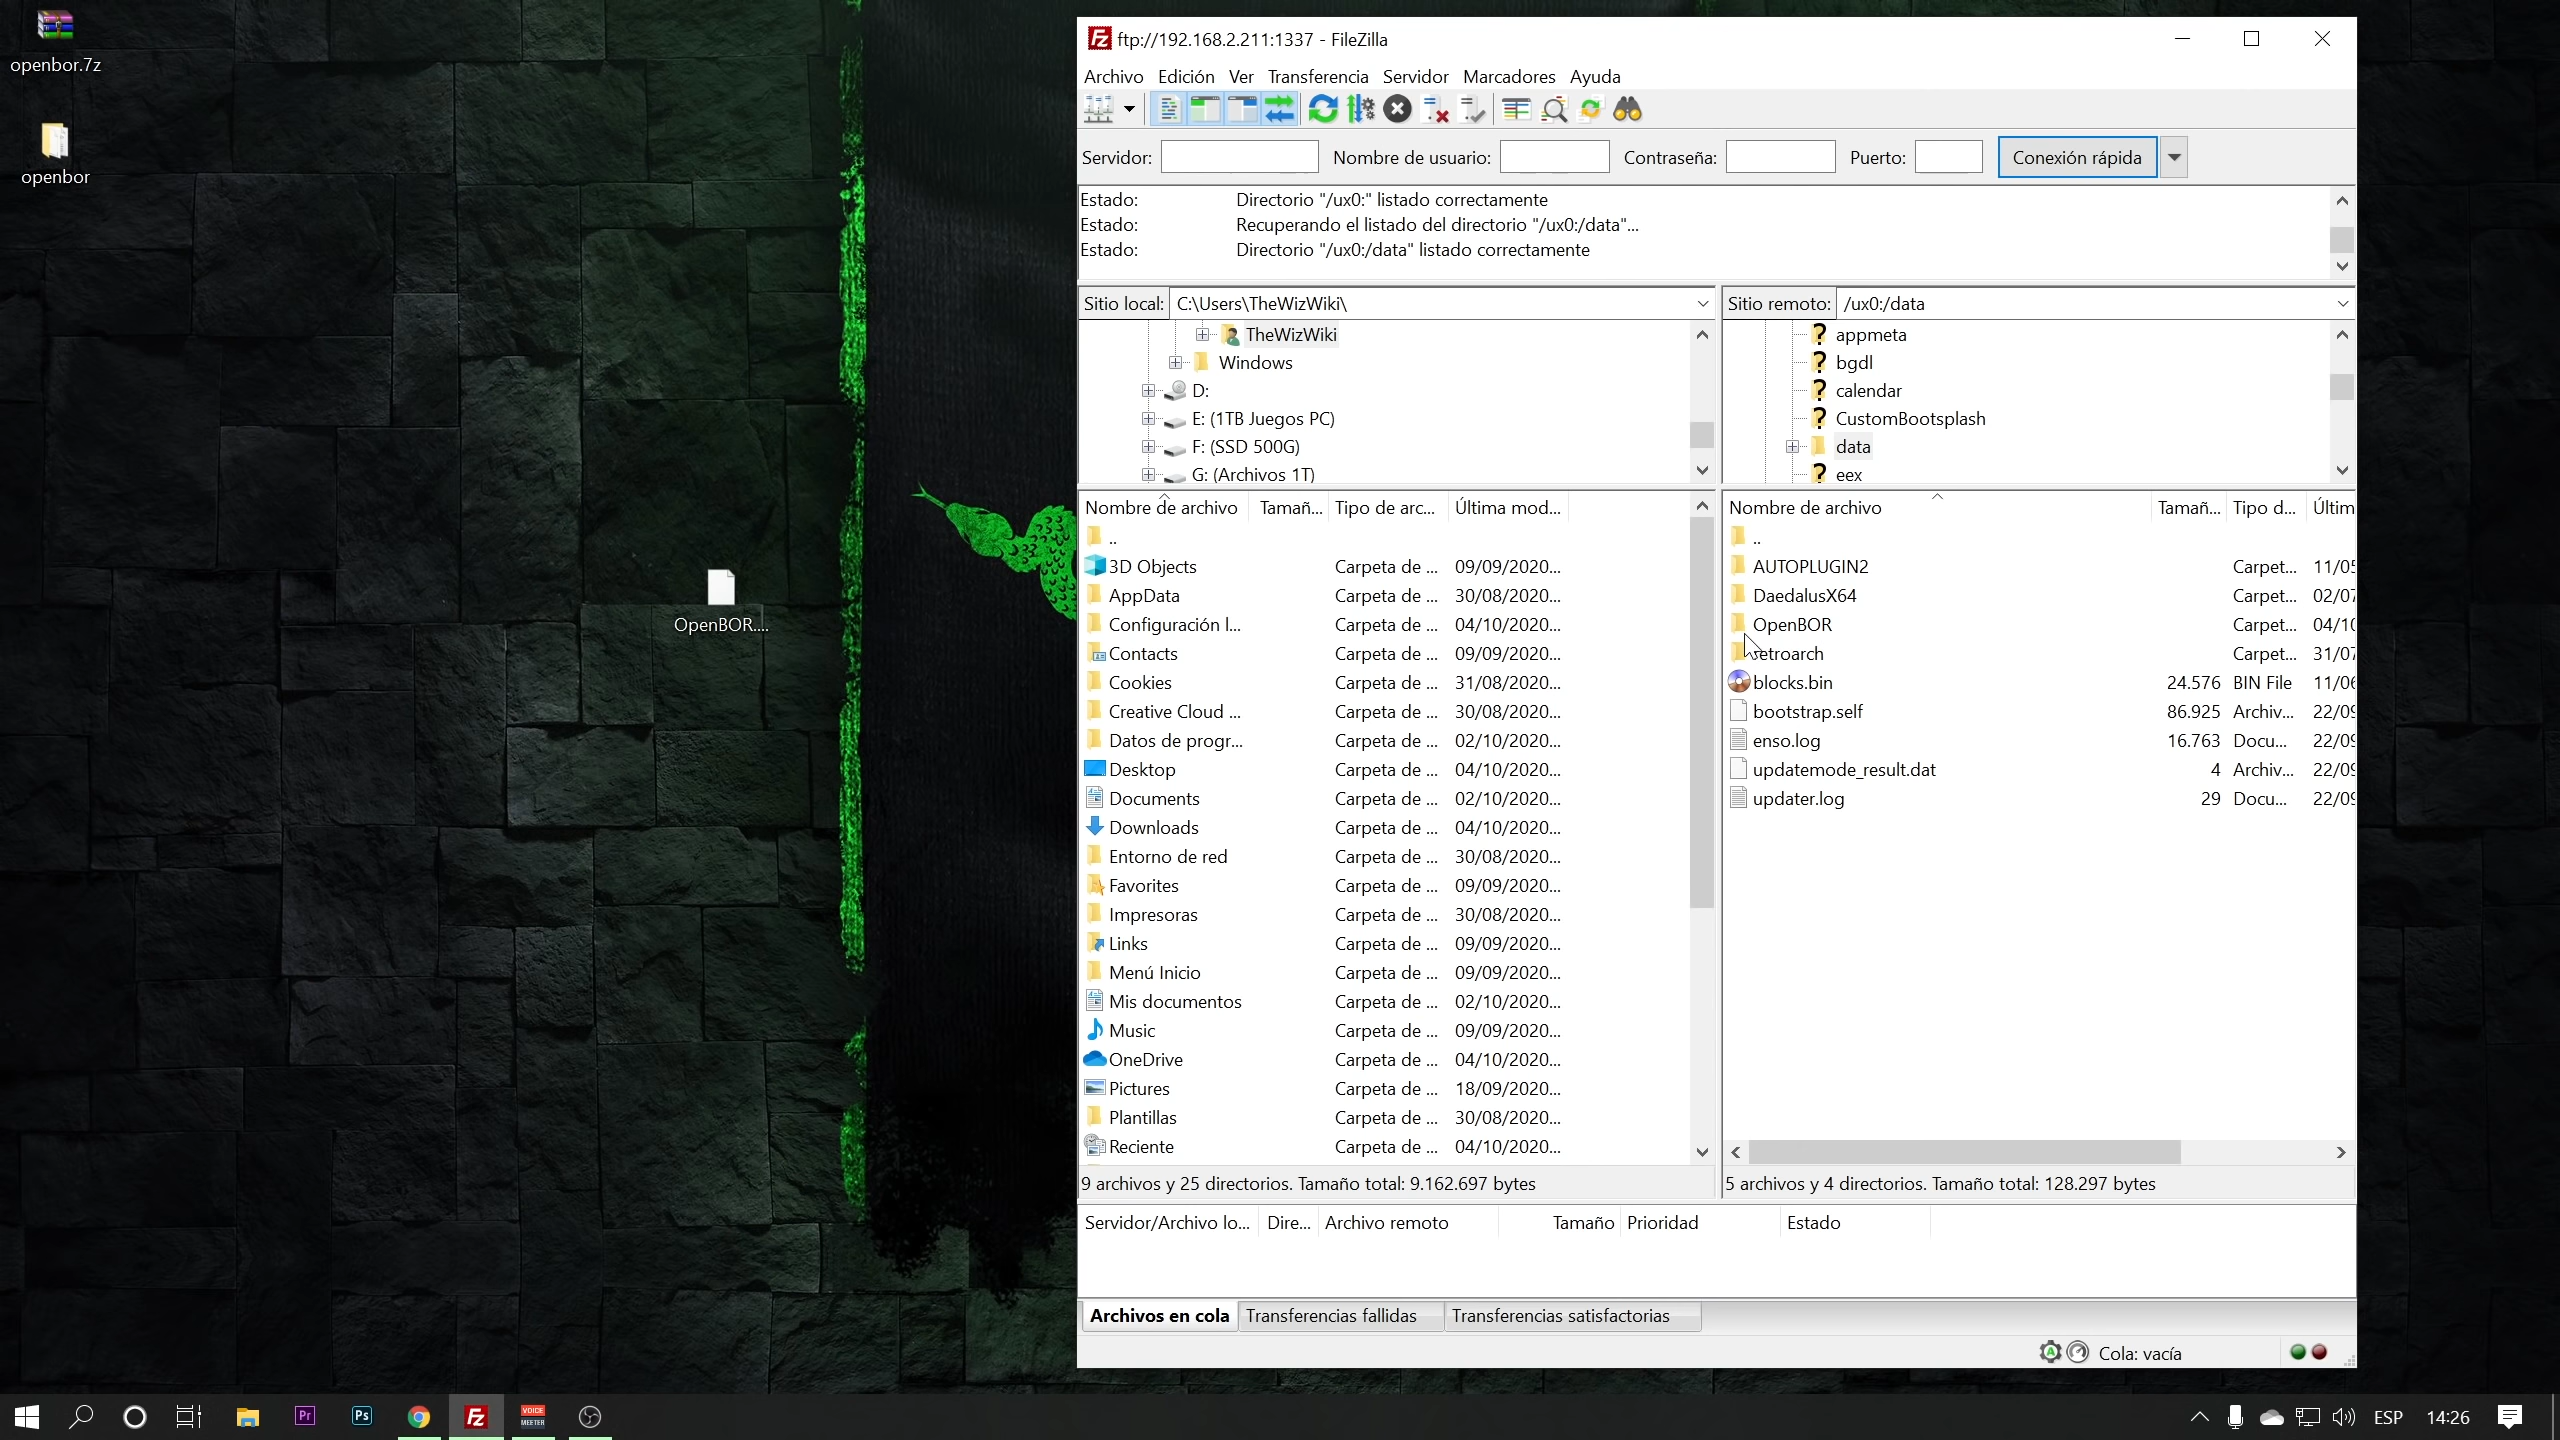 openbor.7z
openbor
OpenBOR....
ftp://192.168.2.211:1337 - FileZilla
Archivo Edición Ver Transferencia Servidor Marcadores Ayuda
Servidor: Nombre de usuario: Contraseña: Puerto: Conexión rápida
Estado: Directorio "/ux0:" listado correctamente
Estado: Recuperando el listado del directorio "/ux0:/data"...
Estado: Directorio "/ux0:/data" listado correctamente
Sitio local: C:\Users\TheWizWiki\
TheWizWiki
Windows
D:
E: (1TB Juegos PC)
F: (SSD 500G)
G: (Archivos 1T)
Sitio remoto: /ux0:/data
appmeta
bgdl
calendar
CustomBootsplash
data
eex
Nombre de archivo Tamañ... Tipo de arc... Última mod...
..
3D Objects Carpeta de ... 09/09/2020...
AppData Carpeta de ... 30/08/2020...
Configuración l... Carpeta de ... 04/10/2020...
Contacts Carpeta de ... 09/09/2020...
Cookies Carpeta de ... 31/08/2020...
Creative Cloud ... Carpeta de ... 30/08/2020...
Datos de progr... Carpeta de ... 02/10/2020...
Desktop Carpeta de ... 04/10/2020...
Documents Carpeta de ... 02/10/2020...
Downloads Carpeta de ... 04/10/2020...
Entorno de red Carpeta de ... 30/08/2020...
Favorites Carpeta de ... 09/09/2020...
Impresoras Carpeta de ... 30/08/2020...
Links Carpeta de ... 09/09/2020...
Menú Inicio Carpeta de ... 09/09/2020...
Mis documentos Carpeta de ... 02/10/2020...
Music Carpeta de ... 09/09/2020...
OneDrive Carpeta de ... 04/10/2020...
Pictures Carpeta de ... 18/09/2020...
Plantillas Carpeta de ... 30/08/2020...
Reciente Carpeta de ... 04/10/2020...
9 archivos y 25 directorios. Tamaño total: 9.162.697 bytes
Nombre de archivo Tamañ... Tipo d... Últim
..
AUTOPLUGIN2 Carpet... 11/05
DaedalusX64 Carpet... 02/07
OpenBOR Carpet... 04/10
etroarch Carpet... 31/07
blocks.bin 24.576 BIN File 11/06
bootstrap.self 86.925 Archiv... 22/09
enso.log 16.763 Docu... 22/09
updatemode_result.dat 4 Archiv... 22/09
updater.log 29 Docu... 22/09
5 archivos y 4 directorios. Tamaño total: 128.297 bytes
Servidor/Archivo lo... Dire... Archivo remoto Tamaño Prioridad Estado
Archivos en cola Transferencias fallidas Transferencias satisfactorias
Cola: vacía
Pr Ps Fz VOICE MEETER
ESP 14:26